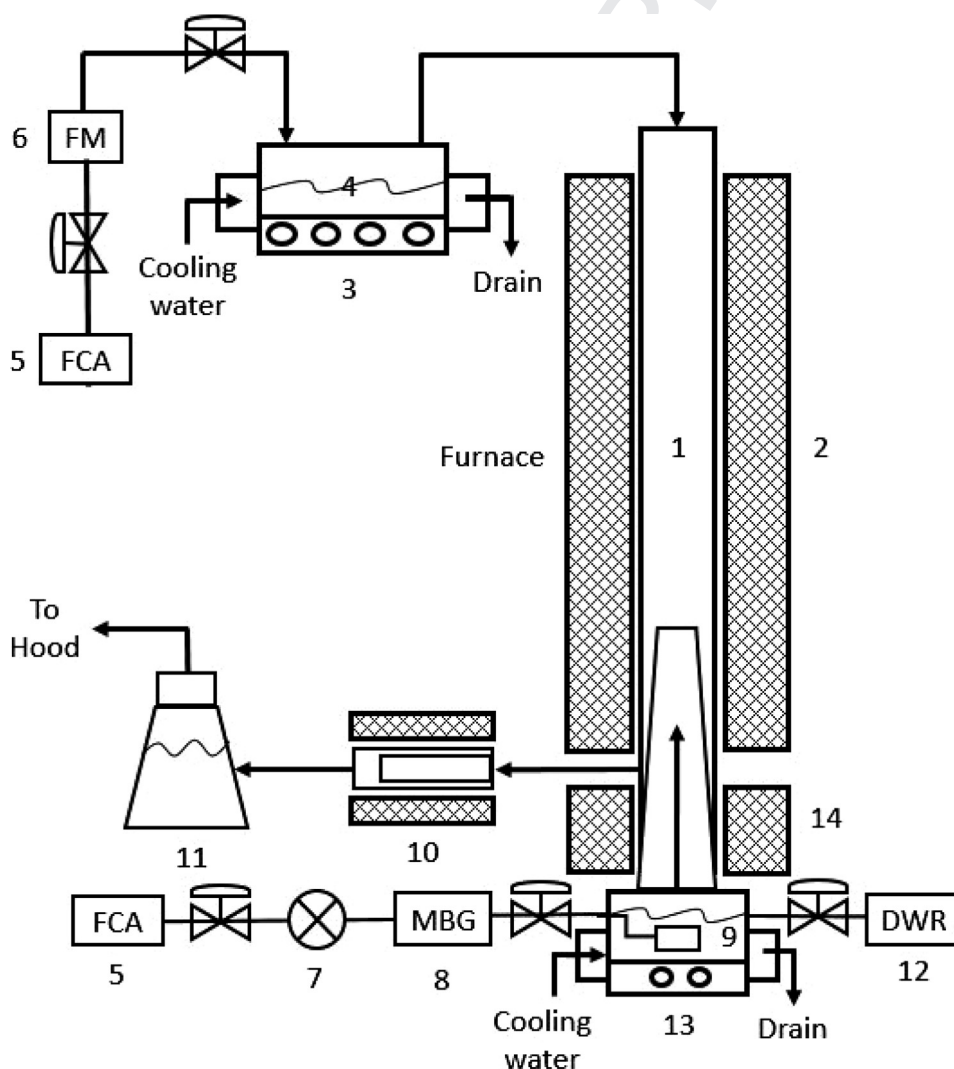 6
FM
4
Cooling
water
3
Drain
5
FCA
Furnace
1
2
To
Hood
14
11
10
FCA
MBG
9
DWR
5
7
8
12
Cooling
water
13
Drain